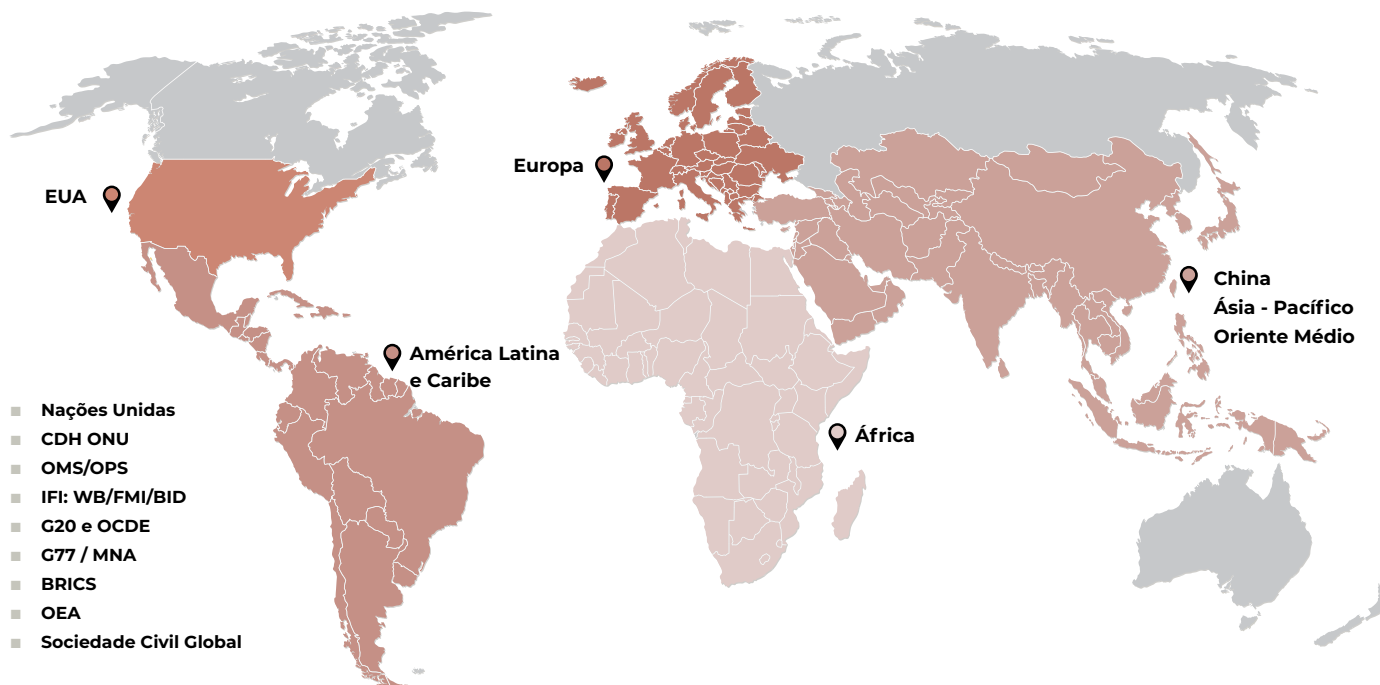 EUA
Europa
China
Ásia - Pacífico
Oriente Médio
América Latina
e Caribe
África
Nações Unidas
CDH ONU
OMS/OPS
IFI: WB/FMI/BID
G20 e OCDE
G77 / MNA
BRICS
OEA
Sociedade Civil Global